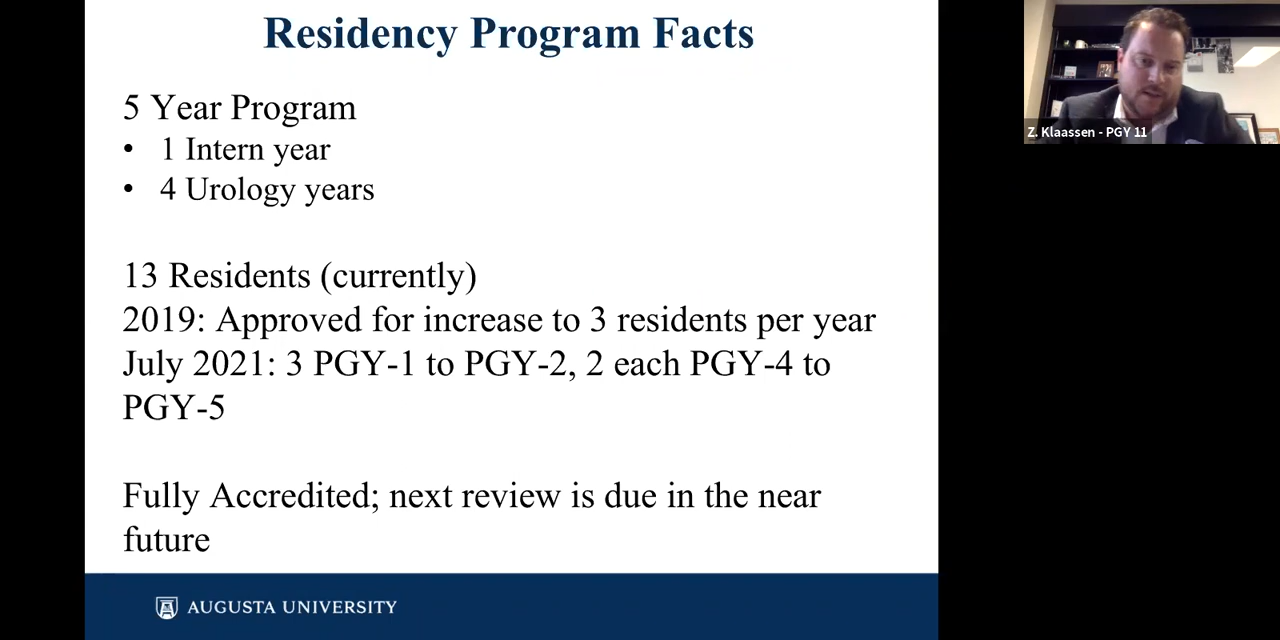 Residency Program Facts
5 Year Program
• 1 Intern year
• 4 Urology years
13 Residents (currently)
2019: Approved for increase to 3 residents per year
July 2021: 3 PGY-1 to PGY-2, 2 each PGY-4 to
PGY-5
Fully Accredited; next review is due in the near
future
AUGUSTA UNIVERSITY
Z. Klaassen - PGY 11